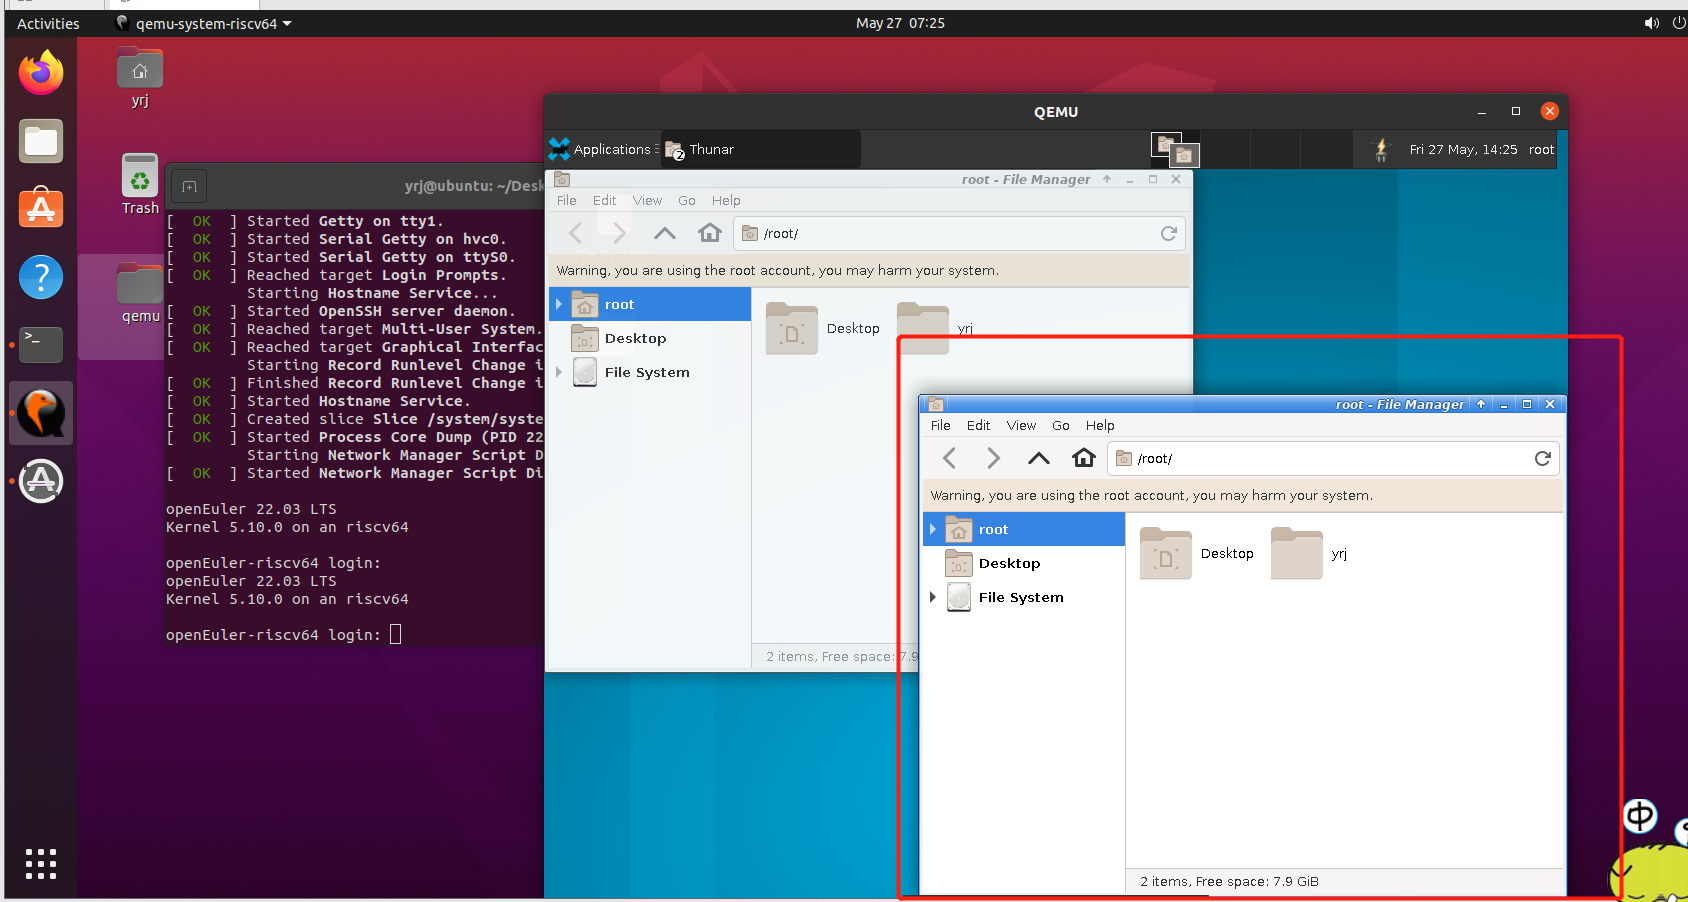 Activities
qemu-system-riscv64
May 27 07:25
yrj
Trash
qemu
yrj@ubuntu: ~/Desk
[ OK ] Started Getty on tty1.
[ OK ] Started Serial Getty on hvc0.
[ OK ] Started Serial Getty on ttyS0.
[ OK ] Reached target Login Prompts.
Starting Hostname Service...
[ OK ] Started OpenSSH server daemon.
[ OK ] Reached target Multi-User System.
[ OK ] Reached target Graphical Interfac
Starting Record Runlevel Change i
[ OK ] Finished Record Runlevel Change i
[ OK ] Started Hostname Service.
[ OK ] Created slice Slice /system/syste
[ OK ] Started Process Core Dump (PID 22
Starting Network Manager Script D
[ OK ] Started Network Manager Script Di
openEuler 22.03 LTS
Kernel 5.10.0 on an riscv64
openEuler-riscv64 login:
openEuler 22.03 LTS
Kernel 5.10.0 on an riscv64
openEuler-riscv64 login:
QEMU
Applications
2
Thunar
Fri 27 May, 14:25
root
root - File Manager
File Edit View Go Help
/root/
File System
Warning, you are using the root account, you may harm your system.
root
Desktop
File System
Desktop
yrj
2 items, Free space: 7.9
root - File Manager
File Edit View Go Help
/root/
Warning, you are using the root account, you may harm your system.
root
Desktop
File System
Desktop
yrj
2 items, Free space: 7.9 GiB
中